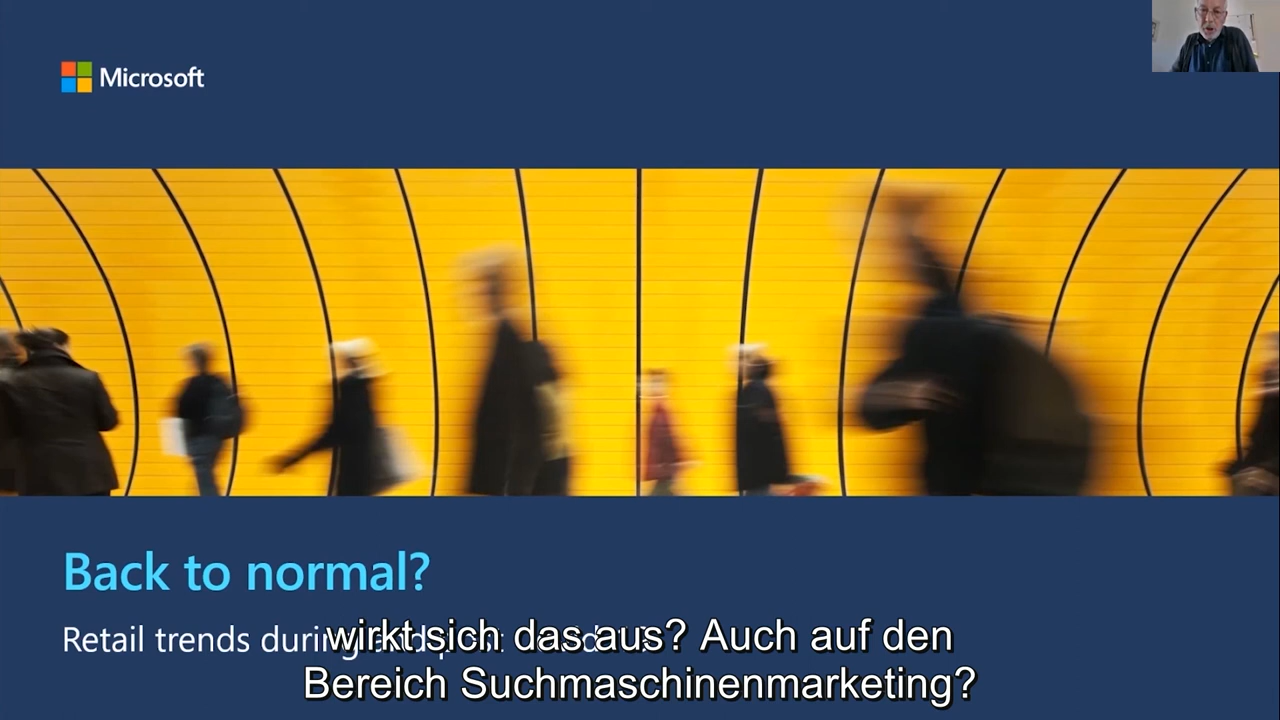 Microsoft
Back to normal?
Retail trends during
wirkt sich das aus? Auch auf den
Bereich Suchmaschinenmarketing?